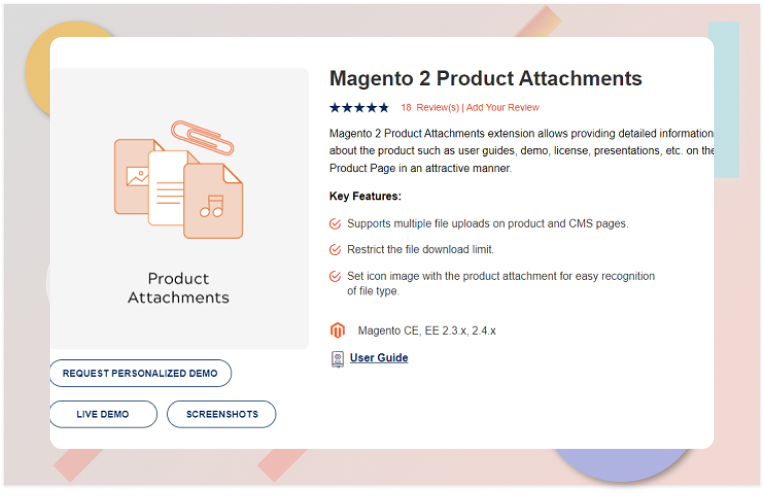 Magento 2 Product Attachments
18 Review(s) | Add Your Review
Magento 2 Product Attachments extension allows providing detailed information
about the product such as user guides, demo, license, presentations, etc. on the
Product Page in an attractive manner.
Key Features:
Supports multiple file uploads on product and CMS pages.
Restrict the file download limit.
Set icon image with the product attachment for easy recognition
of file type.
Magento CE, EE 2.3.x, 2.4.x
User Guide
Product
Attachments
REQUEST PERSONALIZED DEMO
LIVE DEMO
SCREENSHOTS